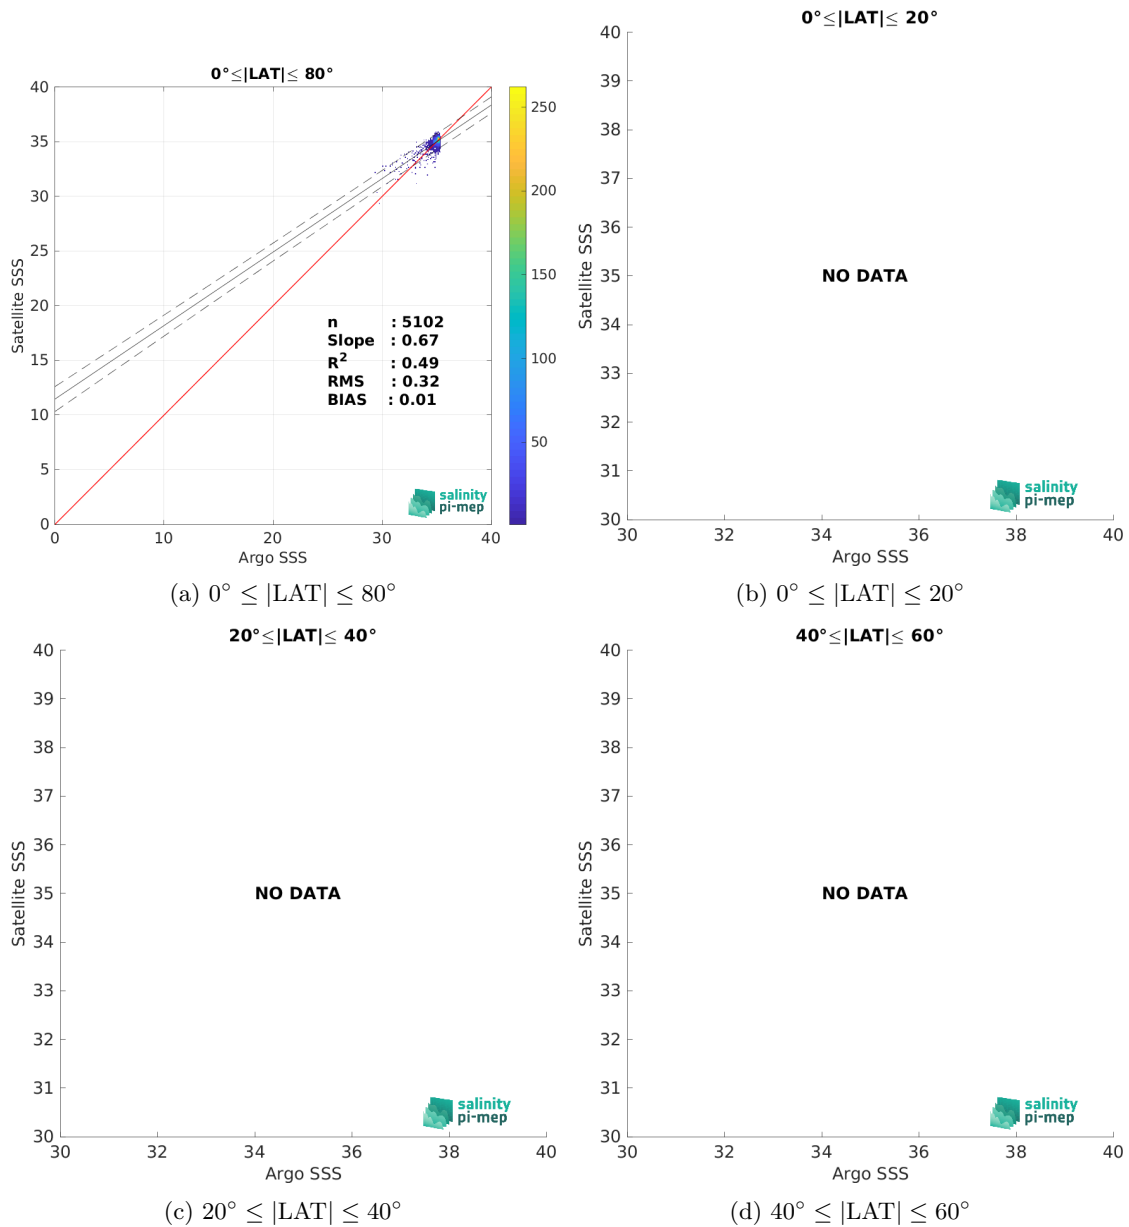 0°≤|LAT|≤ 80°
40
35
30
25
20
15
10
5
0
Satellite SSS
0
10
20
30
40
Argo SSS
250
200
150
100
50
n : 5102
Slope : 0.67
R² : 0.49
RMS : 0.32
BIAS : 0.01
salinity
pi-mep
(a) 0° ≤ |LAT| ≤ 80°
0°≤|LAT|≤ 20°
40
39
38
37
36
35
34
33
32
31
30
Satellite SSS
NO DATA
salinity
pi-mep
30
32
34
36
38
40
Argo SSS
(b) 0° ≤ |LAT| ≤ 20°
20°≤|LAT|≤ 40°
40
39
38
37
36
35
34
33
32
31
30
Satellite SSS
NO DATA
salinity
pi-mep
30
32
34
36
38
40
Argo SSS
(c) 20° ≤ |LAT| ≤ 40°
40°≤|LAT|≤ 60°
40
39
38
37
36
35
34
33
32
31
30
Satellite SSS
NO DATA
salinity
pi-mep
30
32
34
36
38
40
Argo SSS
(d) 40° ≤ |LAT| ≤ 60°